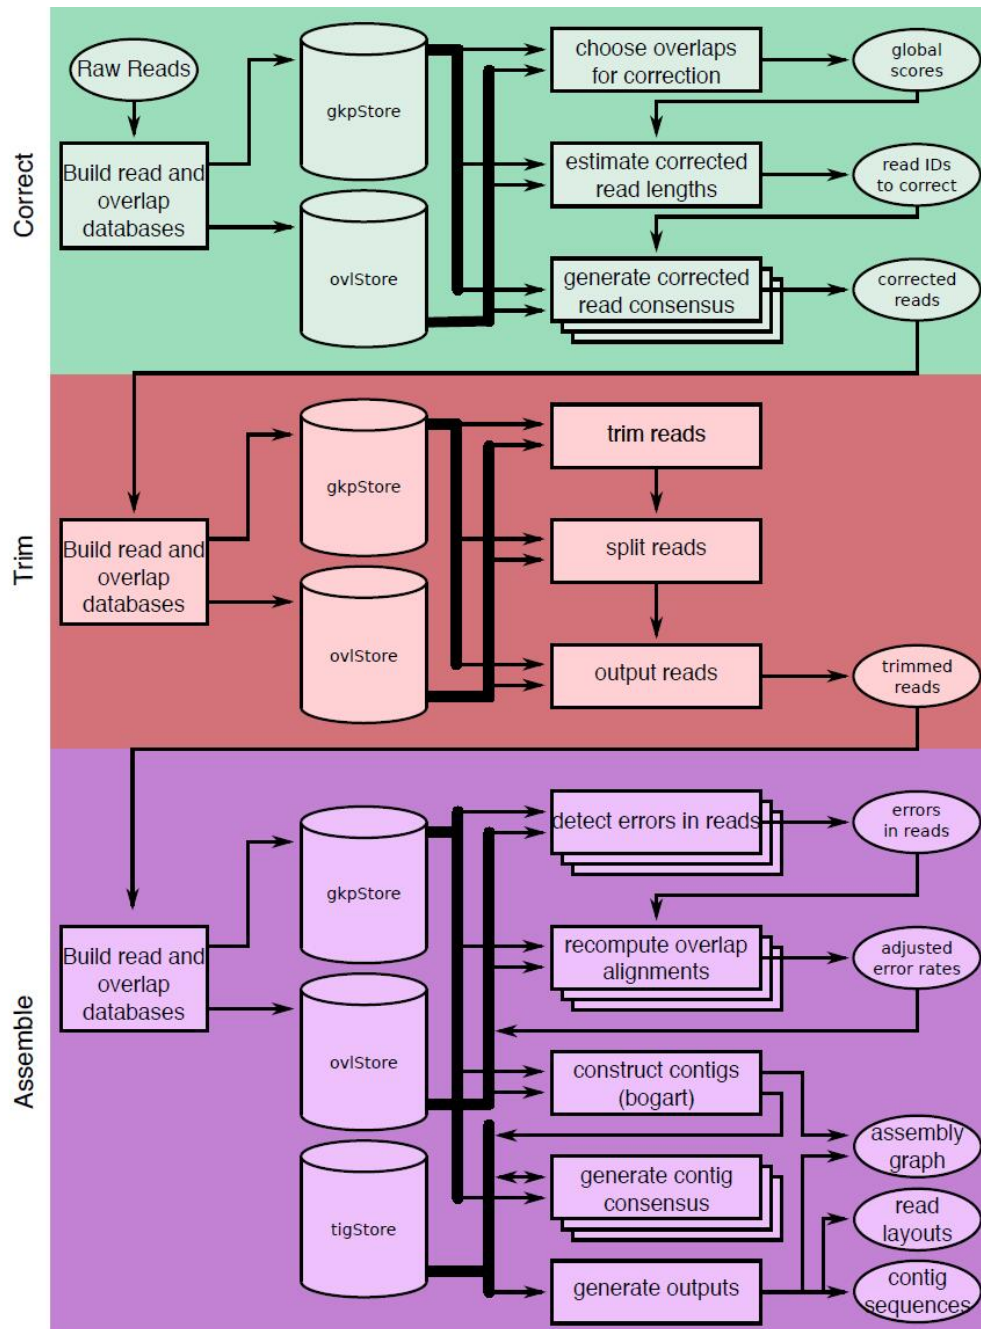 Correct
Raw Reads
Build read and
overlap
databases
gkpStore
ovlStore
choose overlaps
for correction
global
scores
estimate corrected
read lengths
read IDs
to correct
generate corrected
read consensus
corrected
reads
Trim
Build read and
overlap
databases
gkpStore
ovlStore
trim reads
split reads
output reads
trimmed
reads
Assemble
Build read and
overlap
databases
gkpStore
ovlStore
tigStore
detect errors in reads
errors
in reads
recompute overlap
alignments
adjusted
error rates
construct contigs
(bogart)
assembly
graph
generate contig
consensus
read
layouts
generate outputs
contig
sequences